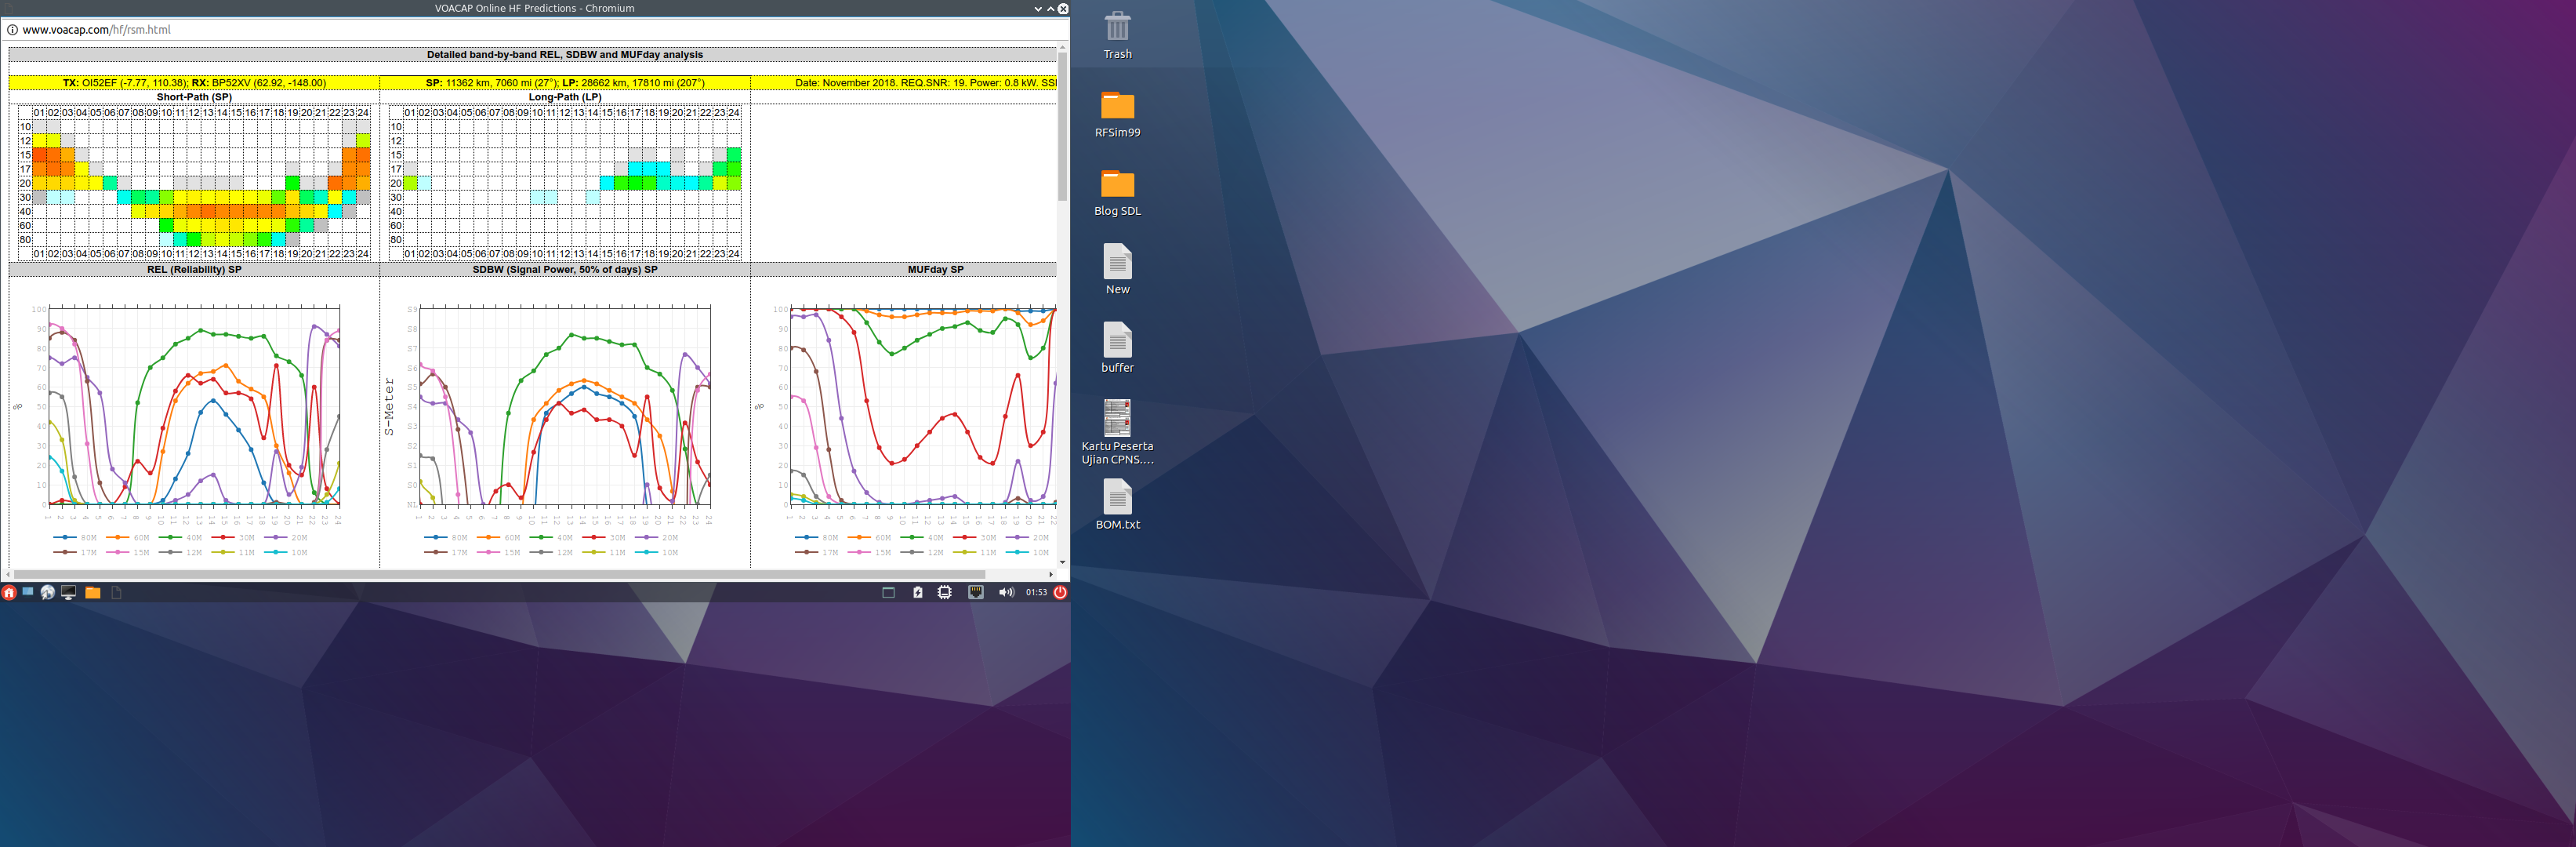 VOACAP Online HF Predictions - Chromium
www.voacap.com/hf/rsm.html
Detailed band-by-band REL, SDBW and MUFday analysis
TX: OI52EF (-7.77, 110.38); RX: BP52XV (62.92, -148.00)
SP: 11362 km, 7060 mi (27°); LP: 28662 km, 17810 mi (207°)
Date: November 2018. REQ.SNR: 19. Power: 0.8 kW. SSI
Short-Path (SP)
Long-Path (LP)
01 02 03 04 05 06 07 08 09 10 11 12 13 14 15 16 17 18 19 20 21 22 23 24
10
12
15
17
20
30
40
60
80
01 02 03 04 05 06 07 08 09 10 11 12 13 14 15 16 17 18 19 20 21 22 23 24
01 02 03 04 05 06 07 08 09 10 11 12 13 14 15 16 17 18 19 20 21 22 23 24
10
12
15
17
20
30
40
60
80
01 02 03 04 05 06 07 08 09 10 11 12 13 14 15 16 17 18 19 20 21 22 23 24
REL (Reliability) SP
SDBW (Signal Power, 50% of days) SP
MUFday SP
100
90
80
70
60
50
40
30
20
10
0
%
1 2 3 4 5 6 7 8 9 10 11 12 13 14 15 16 17 18 19 20 21 22 23 24
80M 60M 40M 30M 20M
17M 15M 12M 11M 10M
S9
S8
S7
S6
S5
S4
S3
S2
S1
S0
NL
S-Meter
1 2 3 4 5 6 7 8 9 10 11 12 13 14 15 16 17 18 19 20 21 22 23 24
80M 60M 40M 30M 20M
17M 15M 12M 11M 10M
100
90
80
70
60
50
40
30
20
10
0
%
1 2 3 4 5 6 7 8 9 10 11 12 13 14 15 16 17 18 19 20 21 22
80M 60M 40M 30M 20M
17M 15M 12M 11M 10M
01:53
Trash
RFSim99
Blog SDL
New
buffer
Kartu Peserta
Ujian CPNS....
BOM.txt